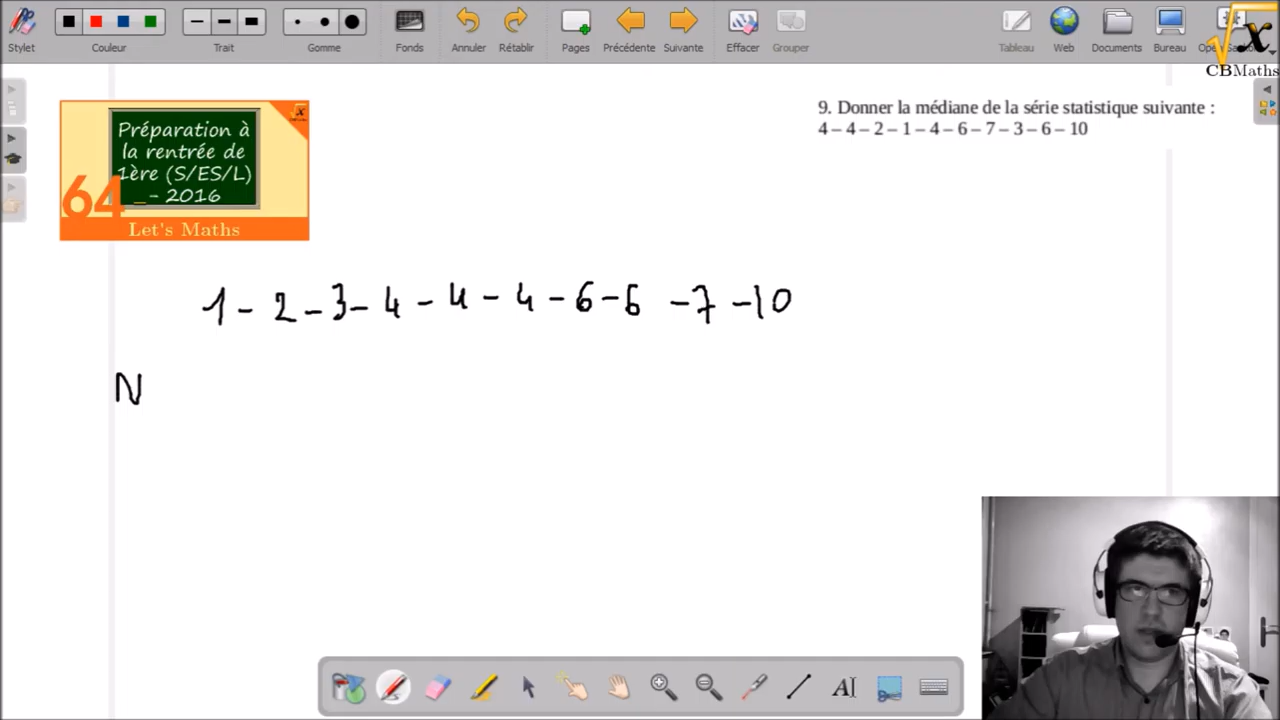 Stylet
Couleur
Trait
Gomme
Fonds
Annuler
Rétablir
Pages
Précédente
Suivante
Effacer
Grouper
Tableau
Web
Documents
Bureau
CBMaths
9. Donner la médiane de la série statistique suivante :
4 – 4 – 2 – 1 – 4 – 6 – 7 – 3 – 6 – 10
Préparation à
la rentrée de
1ère (S/ES/L)
_ - 2016
64
Let's Maths
1 - 2 - 3 - 4 - 4 - 4 - 6 - 6 - 7 - 10
N